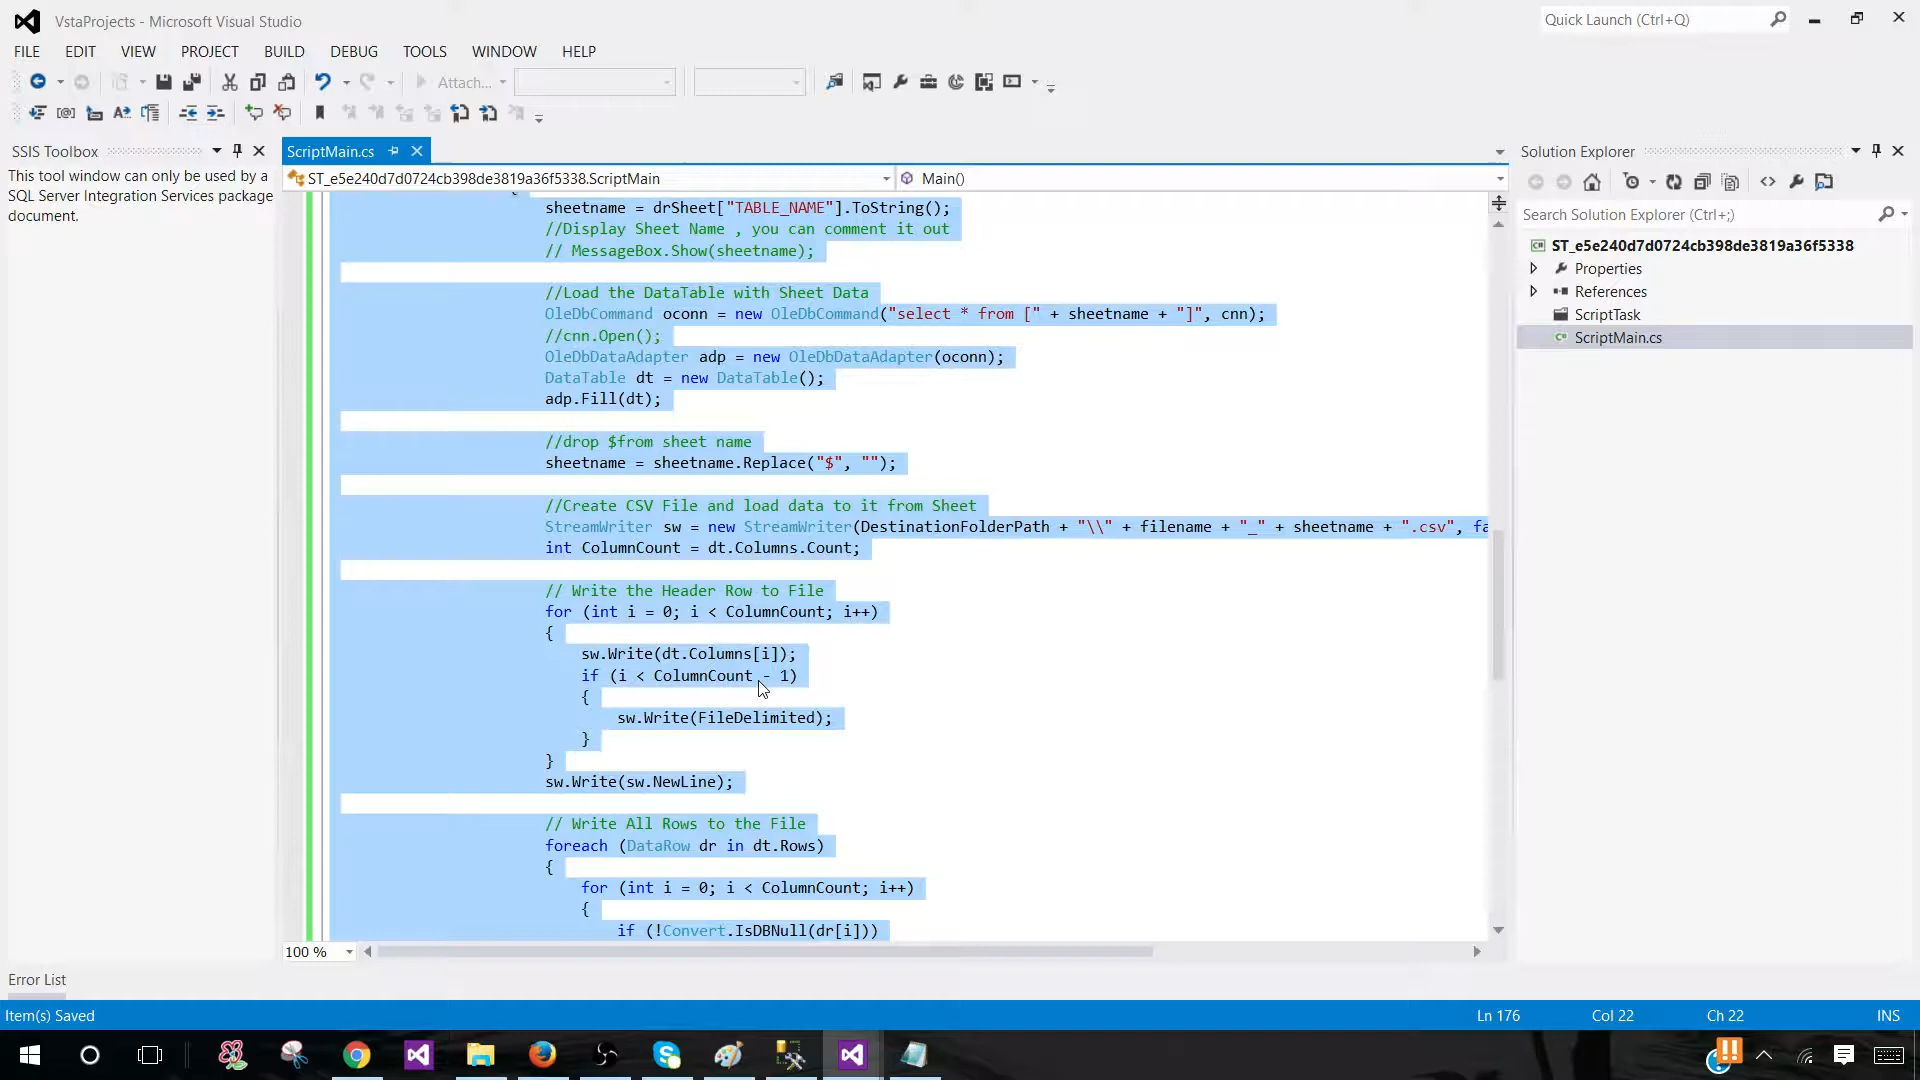 VstaProjects - Microsoft Visual Studio
Quick Launch (Ctrl+Q)
FILE EDIT VIEW PROJECT BUILD DEBUG TOOLS WINDOW HELP
Attach...
SSIS Toolbox
This tool window can only be used by a
SQL Server Integration Services package
document.
ScriptMain.cs
ST_e5e240d7d0724cb398de3819a36f5338.ScriptMain
Main()
sheetname = drSheet["TABLE_NAME"].ToString();
//Display Sheet Name , you can comment it out
// MessageBox.Show(sheetname);
//Load the DataTable with Sheet Data
OleDbCommand oconn = new OleDbCommand("select * from [" + sheetname + "]", cnn);
//cnn.Open();
OleDbDataAdapter adp = new OleDbDataAdapter(oconn);
DataTable dt = new DataTable();
adp.Fill(dt);
//drop $from sheet name
sheetname = sheetname.Replace("$", "");
//Create CSV File and load data to it from Sheet
StreamWriter sw = new StreamWriter(DestinationFolderPath + "\\" + filename + "_" + sheetname + ".csv", fa
int ColumnCount = dt.Columns.Count;
// Write the Header Row to File
for (int i = 0; i < ColumnCount; i++)
{
sw.Write(dt.Columns[i]);
if (i < ColumnCount - 1)
{
sw.Write(FileDelimited);
}
}
sw.Write(sw.NewLine);
// Write All Rows to the File
foreach (DataRow dr in dt.Rows)
{
for (int i = 0; i < ColumnCount; i++)
{
if (!Convert.IsDBNull(dr[i]))
100 %
Solution Explorer
Search Solution Explorer (Ctrl+;)
ST_e5e240d7d0724cb398de3819a36f5338
Properties
References
ScriptTask
ScriptMain.cs
Error List
Item(s) Saved
Ln 176 Col 22 Ch 22 INS